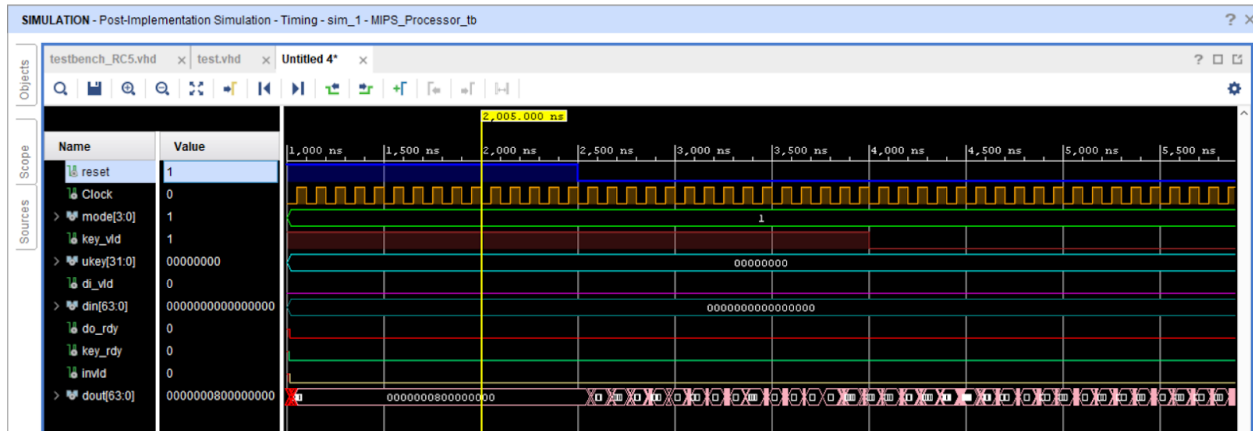 SIMULATION - Post-Implementation Simulation - Timing - sim_1 - MIPS_Processor_tb
testbench_RC5.vhd × test.vhd × Untitled 4* ×
Objects
Scope
Sources
2,005.000 ns
Name Value 1,000 ns 1,500 ns 2,000 ns 2,500 ns 3,000 ns 3,500 ns 4,000 ns 4,500 ns 5,000 ns 5,500 ns
reset 1
Clock 0
mode[3:0] 1 1
key_vld 1
ukey[31:0] 00000000 00000000
di_vld 0
din[63:0] 0000000000000000 0000000000000000
do_rdy 0
key_rdy 0
invld 0
dout[63:0] 0000000800000000 0000000800000000